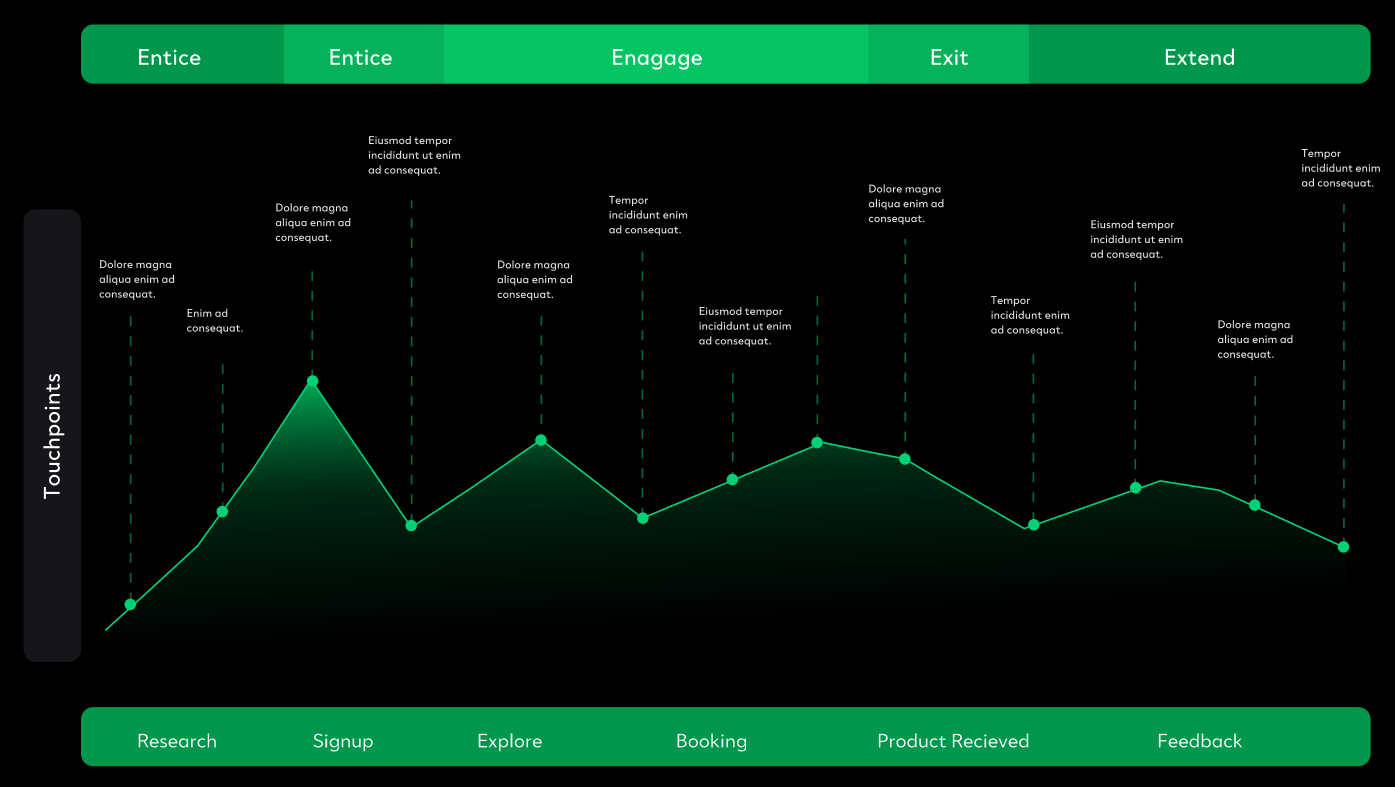 Entice
Entice
Enagage
Exit
Extend
Dolore magna
aliqua enim ad
consequat.
Enim ad
consequat.
Dolore magna
aliqua enim ad
consequat.
Eiusmod tempor
incididunt ut enim
ad consequat.
Dolore magna
aliqua enim ad
consequat.
Tempor
incididunt enim
ad consequat.
Eiusmod tempor
incididunt ut enim
ad consequat.
Dolore magna
aliqua enim ad
consequat.
Tempor
incididunt enim
ad consequat.
Eiusmod tempor
incididunt ut enim
ad consequat.
Dolore magna
aliqua enim ad
consequat.
Tempor
incididunt enim
ad consequat.
Touchpoints
Research
Signup
Explore
Booking
Product Recieved
Feedback